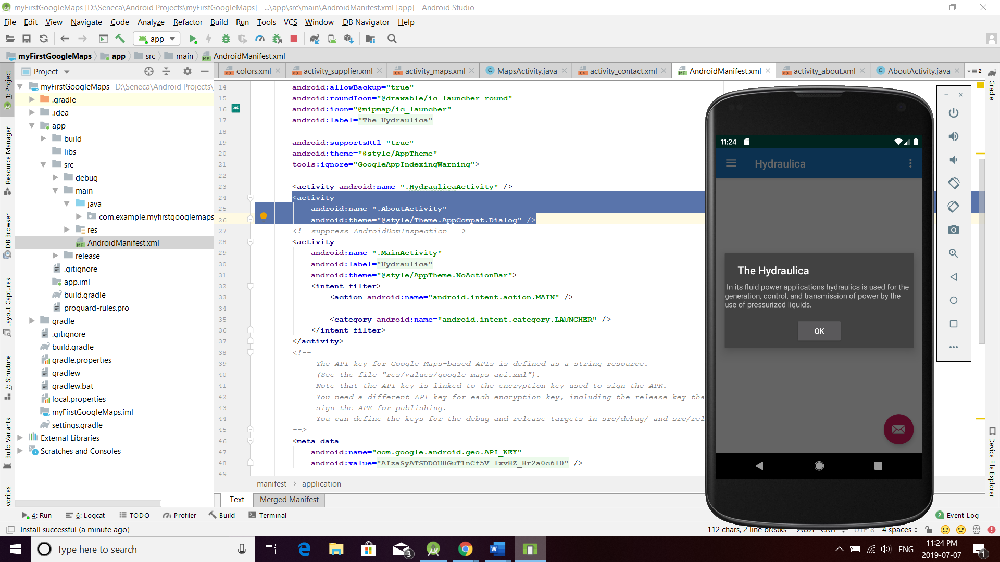 myFirstGoogleMaps [D:\Seneca\Android Projects\myFirstGoogleMaps] - ...\app\src\main\AndroidManifest.xml [app] - Android Studio
File Edit View Navigate Code Analyze Refactor Build Run Tools VCS Window DB Navigator Help
app
myFirstGoogleMaps app src main AndroidManifest.xml
Project
colors.xml activity_supplier.xml activity_maps.xml MapsActivity.java activity_contact.xml AndroidManifest.xml activity_about.xml AboutActivity.java 2
1: Project
Resource Manager
DB Browser
Layout Captures
7: Structure
Build Variants
myFirstGoogleMaps D:\Seneca\Android Projects\
.gradle
.idea
app
build
libs
src
debug
main
java
com.example.myfirstgooglemaps
res
AndroidManifest.xml
release
.gitignore
app.iml
build.gradle
proguard-rules.pro
gradle
.gitignore
build.gradle
gradle.properties
gradlew
gradlew.bat
local.properties
myFirstGoogleMaps.iml
settings.gradle
External Libraries
Scratches and Consoles
14 android:allowBackup="true"
15 android:roundIcon="@drawable/ic_launcher_round"
16 android:icon="@mipmap/ic_launcher"
17 android:label="The Hydraulica"
18
19 android:supportsRtl="true"
20 android:theme="@style/AppTheme"
21 tools:ignore="GoogleAppIndexingWarning">
22
23 <activity android:name=".HydraulicaActivity" />
24 <activity
25 android:name=".AboutActivity"
26 android:theme="@style/Theme.AppCompat.Dialog" />
27 <!--suppress AndroidDomInspection -->
28 <activity
29 android:name=".MainActivity"
30 android:label="Hydraulica"
31 android:theme="@style/AppTheme.NoActionBar">
32 <intent-filter>
33 <action android:name="android.intent.action.MAIN" />
34
35 <category android:name="android.intent.category.LAUNCHER" />
36 </intent-filter>
37 </activity>
38 <!--
39 The API key for Google Maps-based APIs is defined as a string resource.
40 (See the file "res/values/google_maps_api.xml").
41 Note that the API key is linked to the encryption key used to sign the APK.
42 You need a different API key for each encryption key, including the release key tha
43 sign the APK for publishing.
44 You can define the keys for the debug and release targets in src/debug/ and src/rel
45 -->
46 <meta-data
47 android:name="com.google.android.geo.API_KEY"
48 android:value="AIzaSyATSDDOH8GuT1nCf5V-lxv8Z_8r2a0c6l0" />
49
manifest › application
Text Merged Manifest
11:24
Hydraulica
The Hydraulica
In its fluid power applications hydraulics is used for the
generation, control, and transmission of power by the
use of pressurized liquids.
OK
Gradle
Device File Explorer
4: Run 6: Logcat TODO Profiler Build Terminal 2 Event Log
Install successful (a minute ago) 112 chars, 2 line breaks 26:61 CRLF UTF-8 4 spaces
Type here to search
3
ENG
11:24 PM
2019-07-07
1